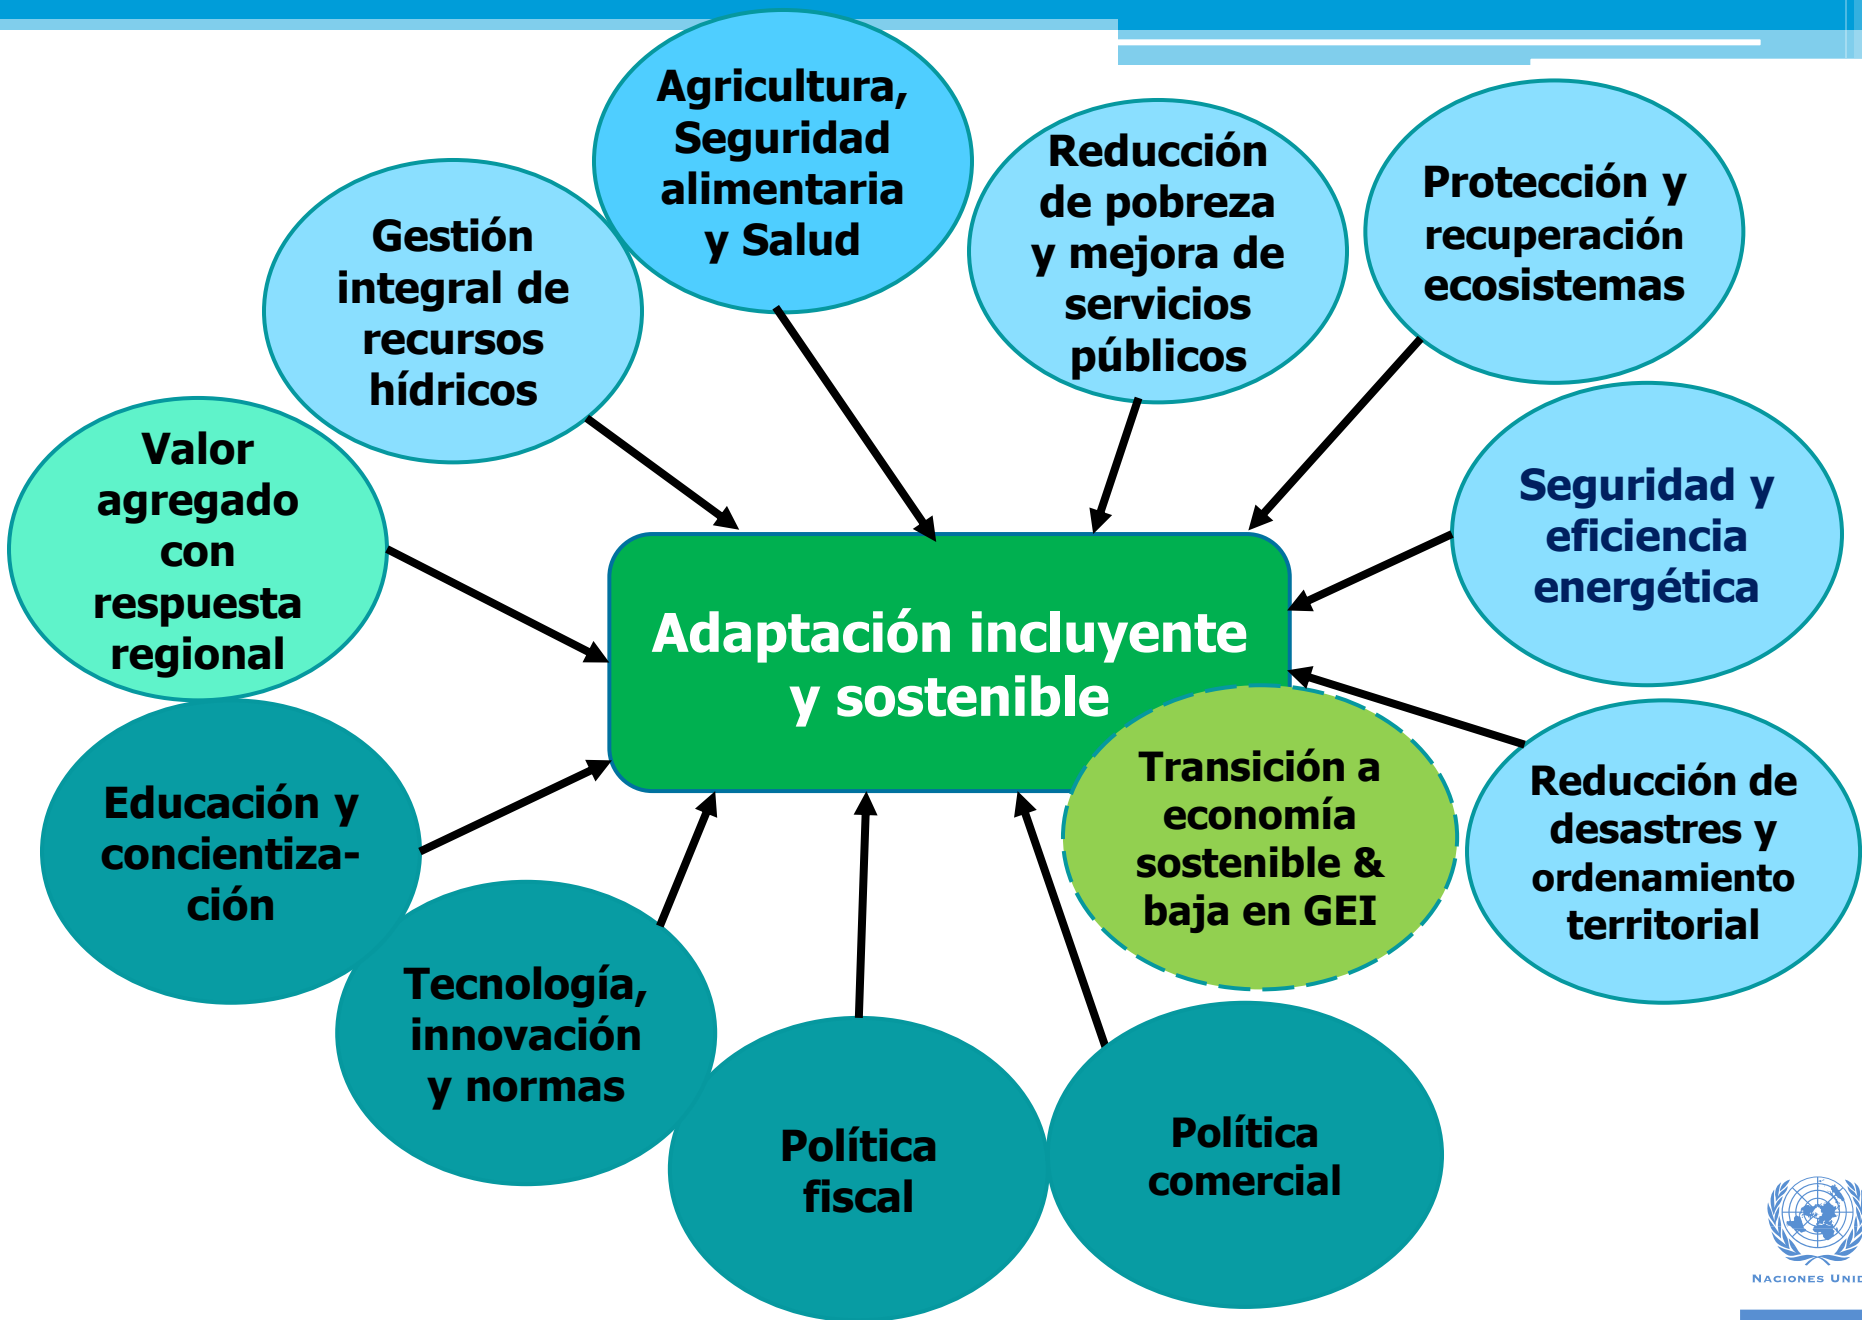 Agricultura,
Seguridad
alimentaria
y Salud
Reducción
de pobreza
y mejora de
servicios
públicos
Protección y
recuperación
ecosistemas
Gestión
integral de
recursos
hídricos
Valor
agregado
con
respuesta
regional
Seguridad y
eficiencia
energética
Adaptación incluyente
y sostenible
Transición a
economía
sostenible &
baja en GEI
Reducción de
desastres y
ordenamiento
territorial
Educación y
concientiza-
ción
Tecnología,
innovación
y normas
Política
fiscal
Política
comercial
NACIONES UNID